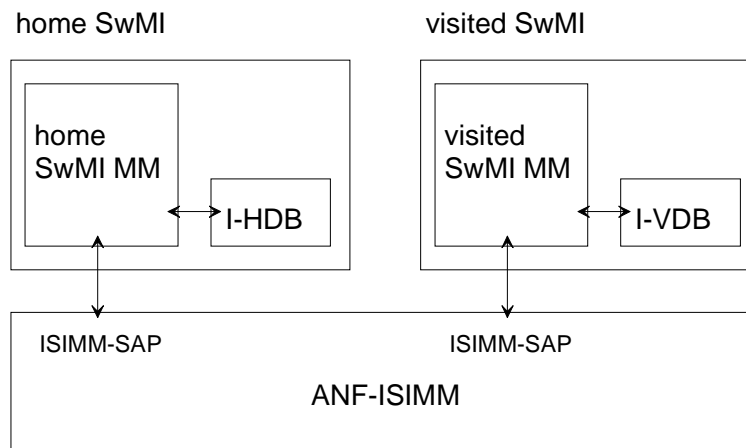 home SwMI
visited SwMI
home
SwMI MM
I-HDB
visited
SwMI MM
I-VDB
ISIMM-SAP
ISIMM-SAP
ANF-ISIMM